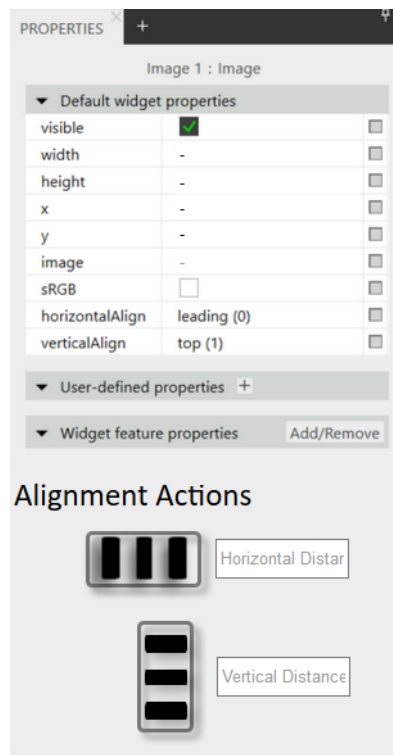 PROPERTIES
Image 1 : Image
Default widget properties
visible
width -
height -
x -
y -
image -
sRGB
horizontalAlign leading (0)
verticalAlign top (1)
User-defined properties +
Widget feature properties Add/Remove
Alignment Actions
Horizontal Distar
Vertical Distance